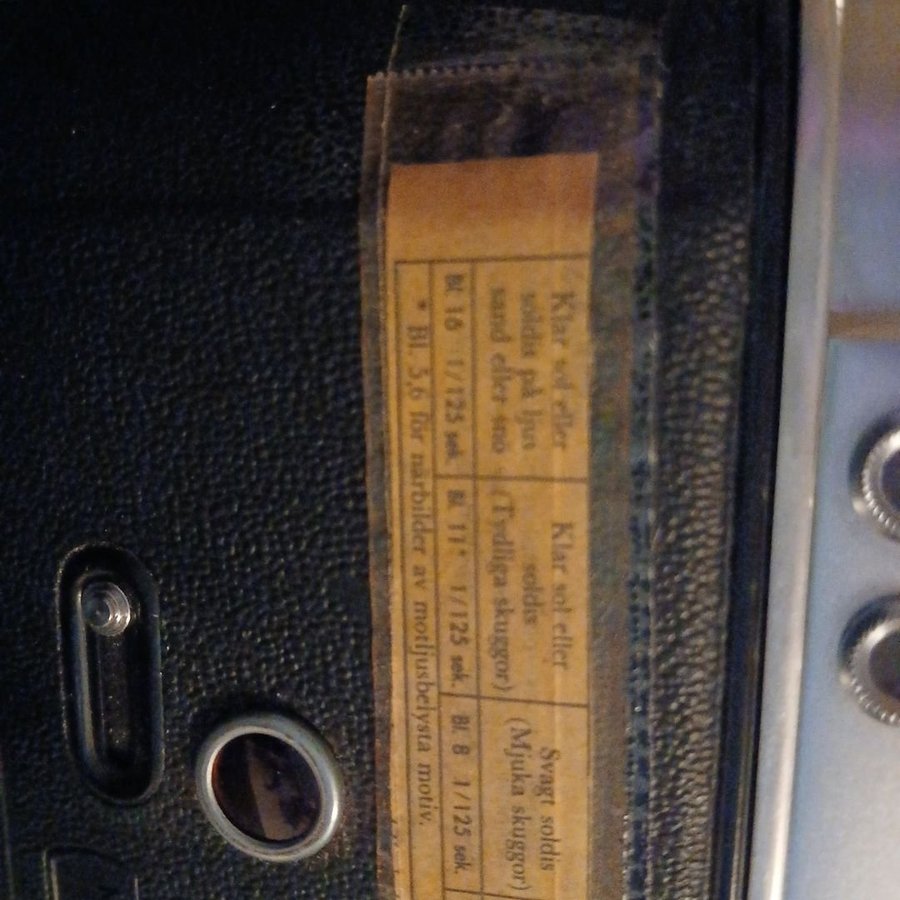 Klar sol eller
soldis på ljus
sand eller snö
Bl. 16 1/125 sek.
Klar sol eller
soldis
(Tydliga skuggor)
Bl. 11* 1/125 sek.
Svagt soldis
(Mjuka skuggor)
Bl. 8 1/125 sek.
* Bl. 5,6 för närbilder av motljusbelysta motiv.